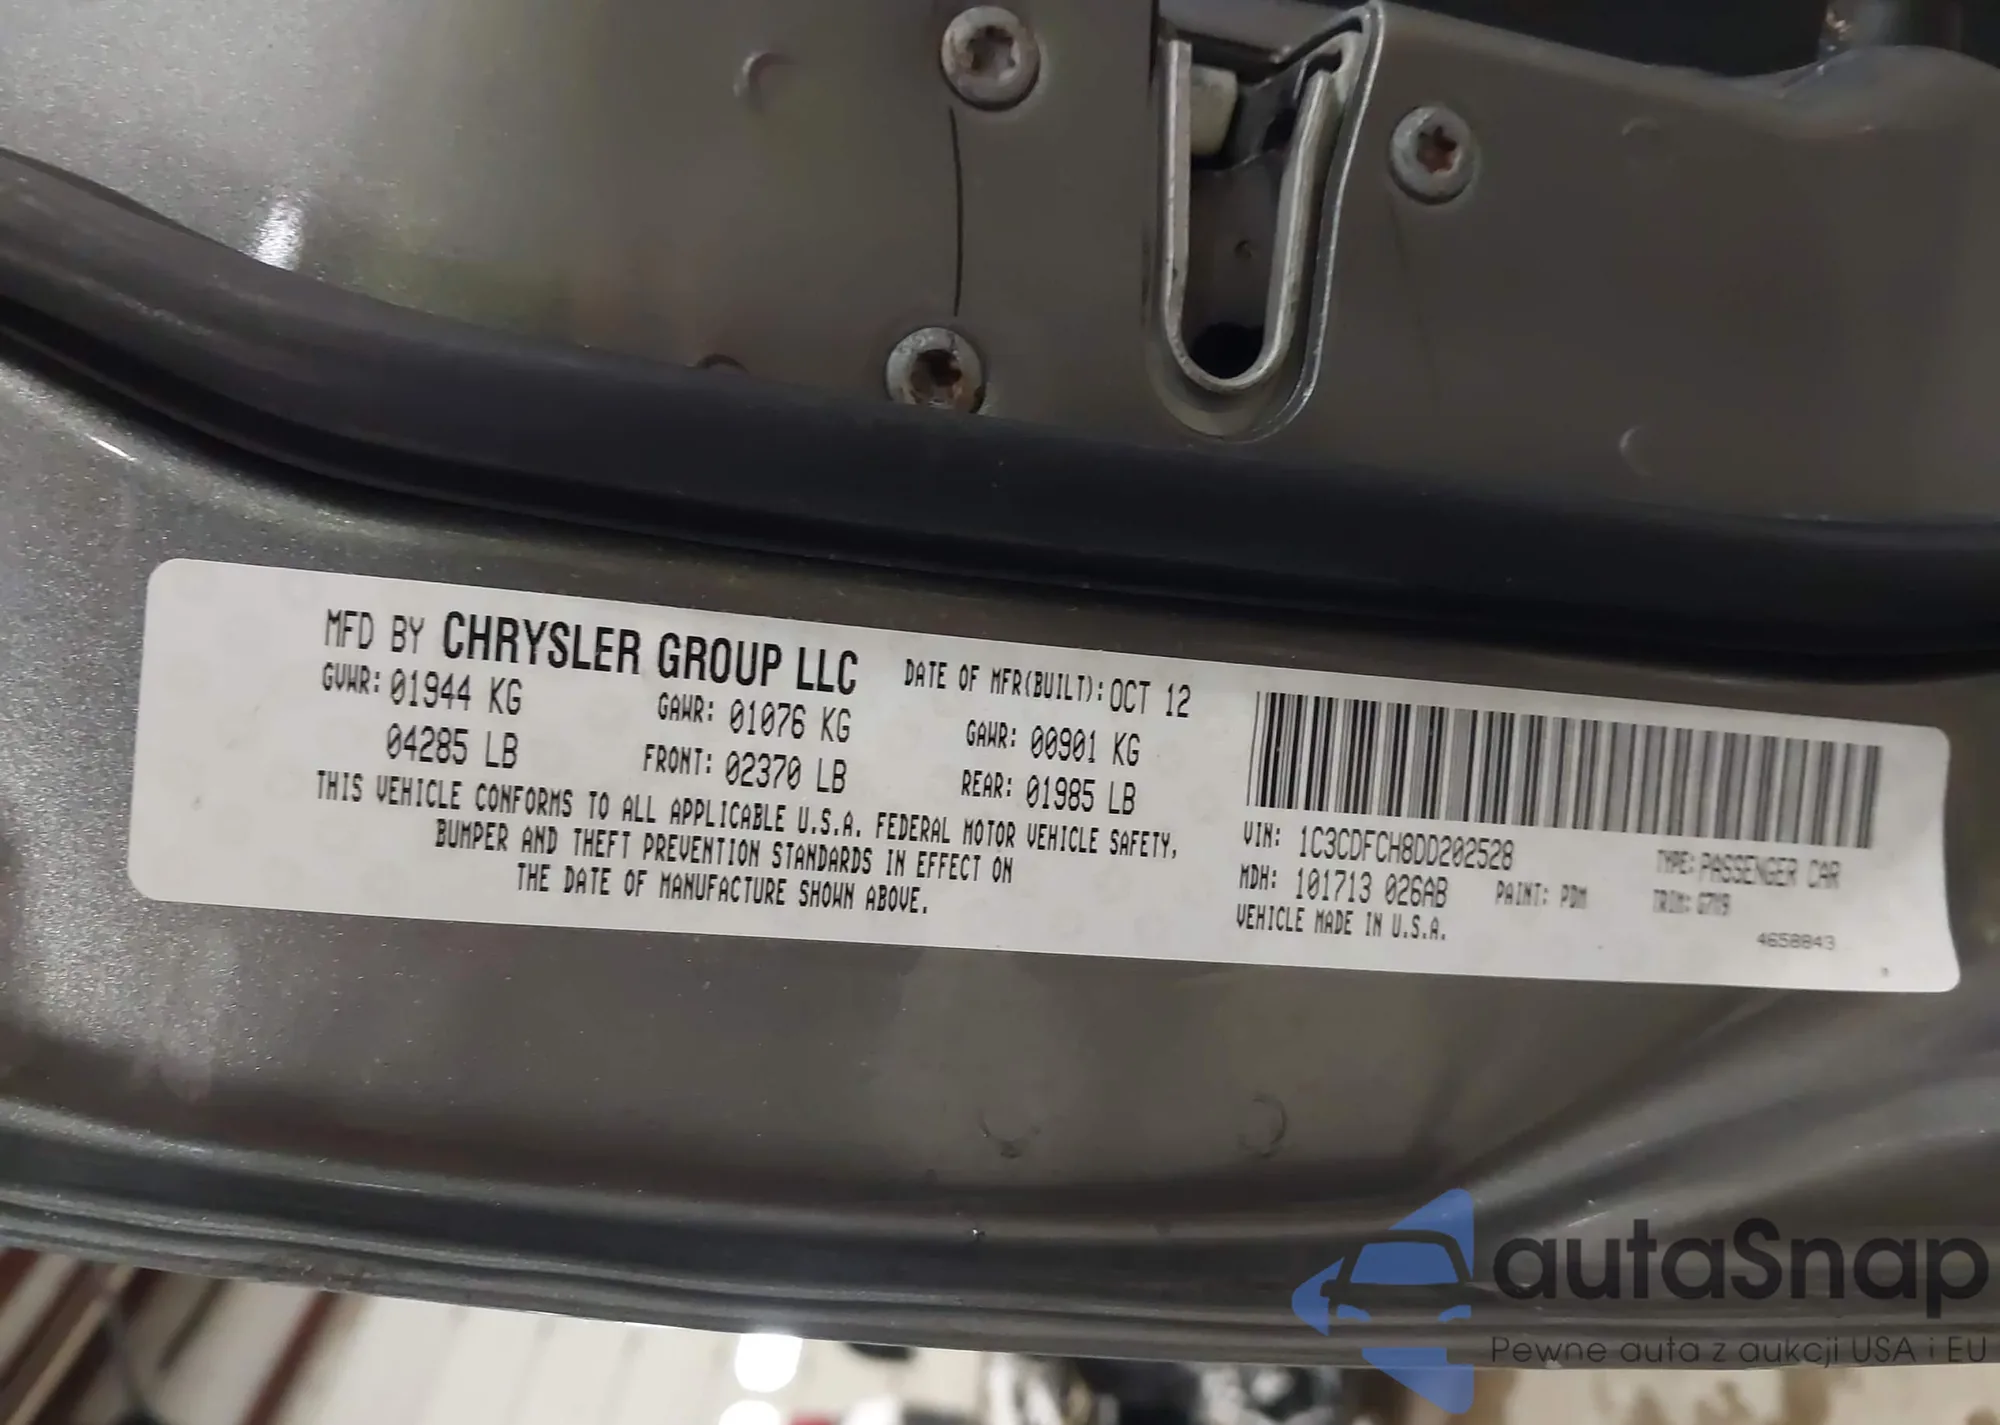 MFD BY CHRYSLER GROUP LLC DATE OF MFR(BUILT): OCT 12
GVWR: 01944 KG GAWR: 01076 KG GAWR: 00901 KG
04285 LB FRONT: 02370 LB REAR: 01985 LB
THIS VEHICLE CONFORMS TO ALL APPLICABLE U.S.A. FEDERAL MOTOR VEHICLE SAFETY,
BUMPER AND THEFT PREVENTION STANDARDS IN EFFECT ON
THE DATE OF MANUFACTURE SHOWN ABOVE.
VIN: 1C3CDFCH8DD202528 TYPE: PASSENGER CAR
MDH: 101713 026AB PAINT: PDM TRIM:
VEHICLE MADE IN U.S.A. 4658843
autaSnap
Pewne auta z aukcji USA i EU